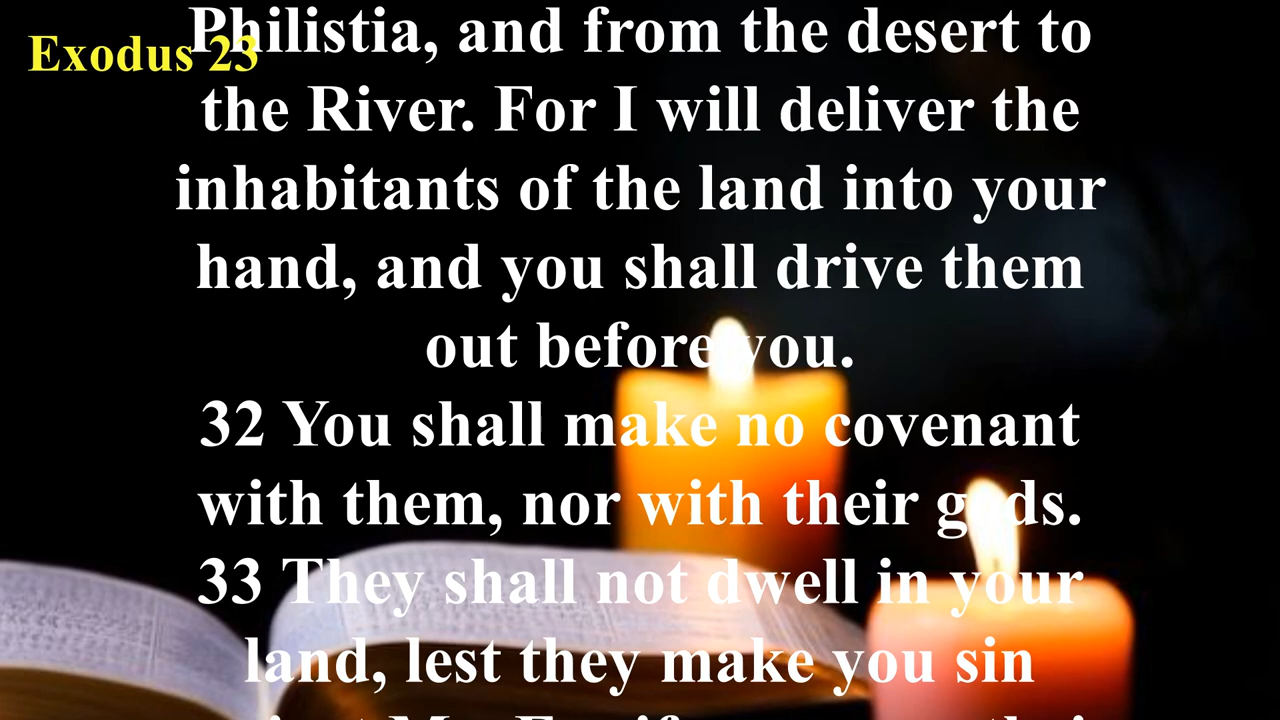 Exodus 23
Philistia, and from the desert to
the River. For I will deliver the
inhabitants of the land into your
hand, and you shall drive them
out before you.
32 You shall make no covenant
with them, nor with their gods.
33 They shall not dwell in your
land, lest they make you sin